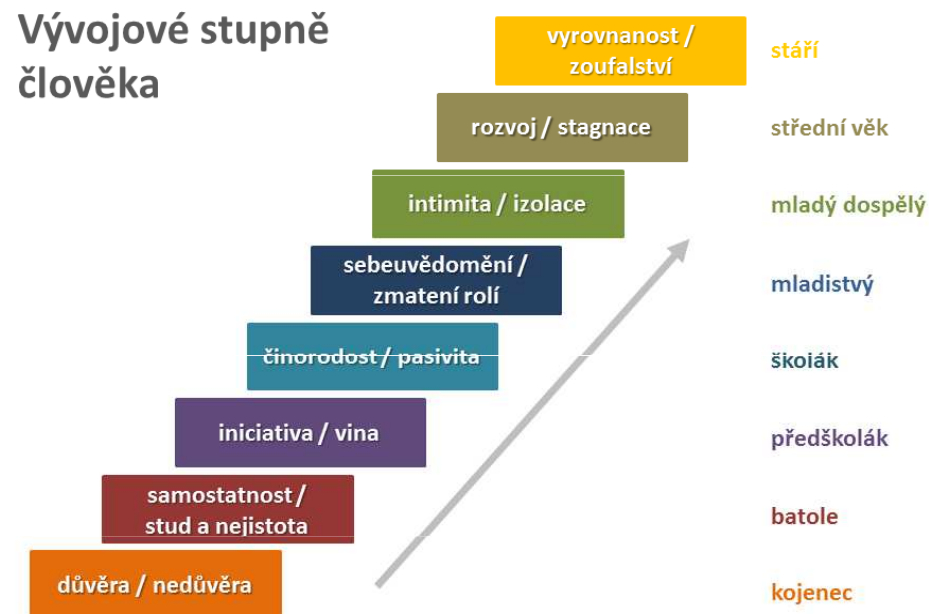 Vývojové stupně
člověka
vyrovnanost /
zoufalství
stáří
rozvoj / stagnace
střední věk
intimita / izolace
mladý dospělý
sebeuvědomění /
zmatení rolí
mladistvý
činorodost / pasivita
školák
iniciativa / vina
předškolák
samostatnost /
stud a nejistota
batole
důvěra / nedůvěra
kojenec